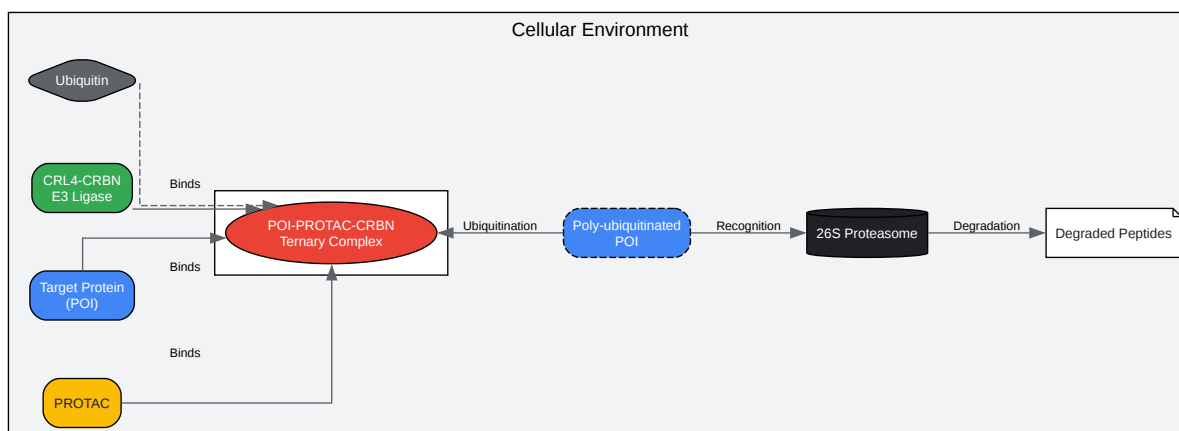 Cellular Environment
Ubiquitin
CRL4-CRBN
E3 Ligase
Binds
POI-PROTAC-CRBN
Ternary Complex
Ubiquitination
Poly-ubiquitinated
POI
Recognition
26S Proteasome
Degradation
Degraded Peptides
Binds
Target Protein
(POI)
Binds
PROTAC